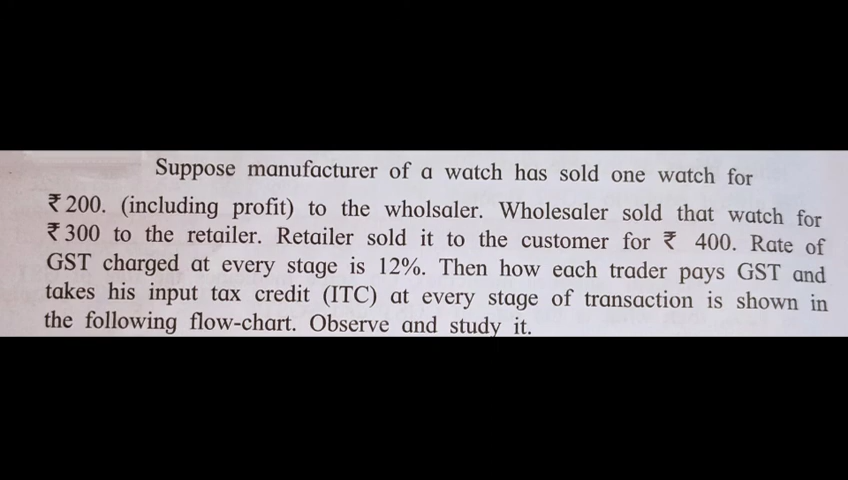 Suppose manufacturer of a watch has sold one watch for
₹ 200. (including profit) to the wholsaler. Wholesaler sold that watch for
₹ 300 to the retailer. Retailer sold it to the customer for ₹ 400. Rate of
GST charged at every stage is 12%. Then how each trader pays GST and
takes his input tax credit (ITC) at every stage of transaction is shown in
the following flow-chart. Observe and study it.